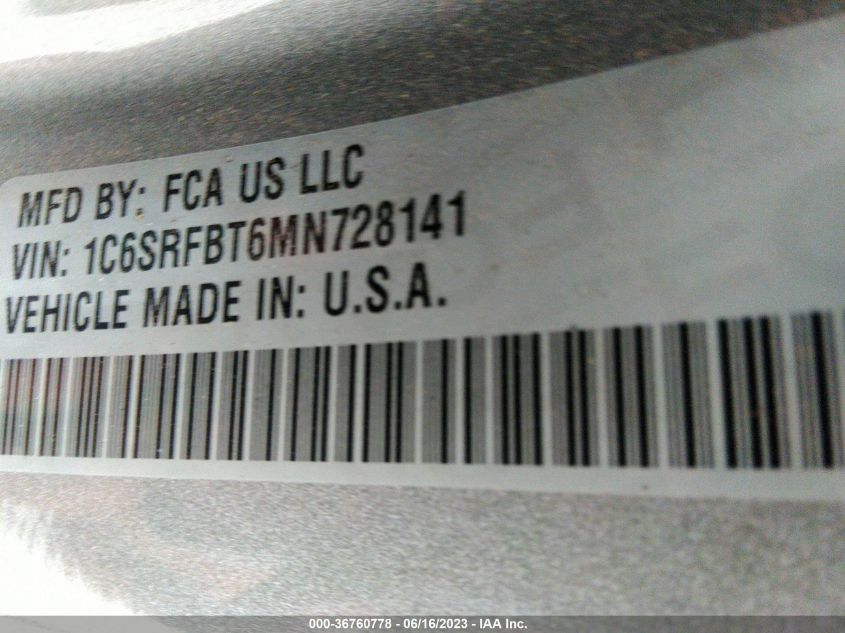 MFD BY: FCA US LLC
VIN: 1C6SRFBT6MN728141
VEHICLE MADE IN: U.S.A.
000-36760778 - 06/16/2023 - IAA Inc.